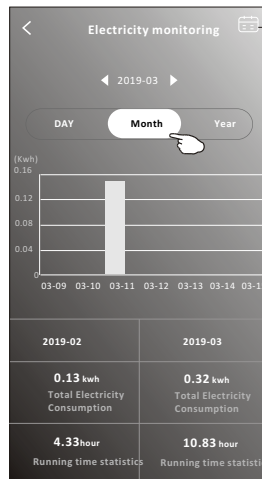 Electricity monitoring
2019-03
DAY Month Year
(Kwh)
0.16
0.12
0.08
0.04
0
03-09 03-10 03-11 03-12 03-13 03-14
2019-02 2019-03
0.13 kwh 0.32 kwh
Total Electricity Total Electricity
Consumption Consumption
4.33hour 10.83 hour
Running time statistics Running time